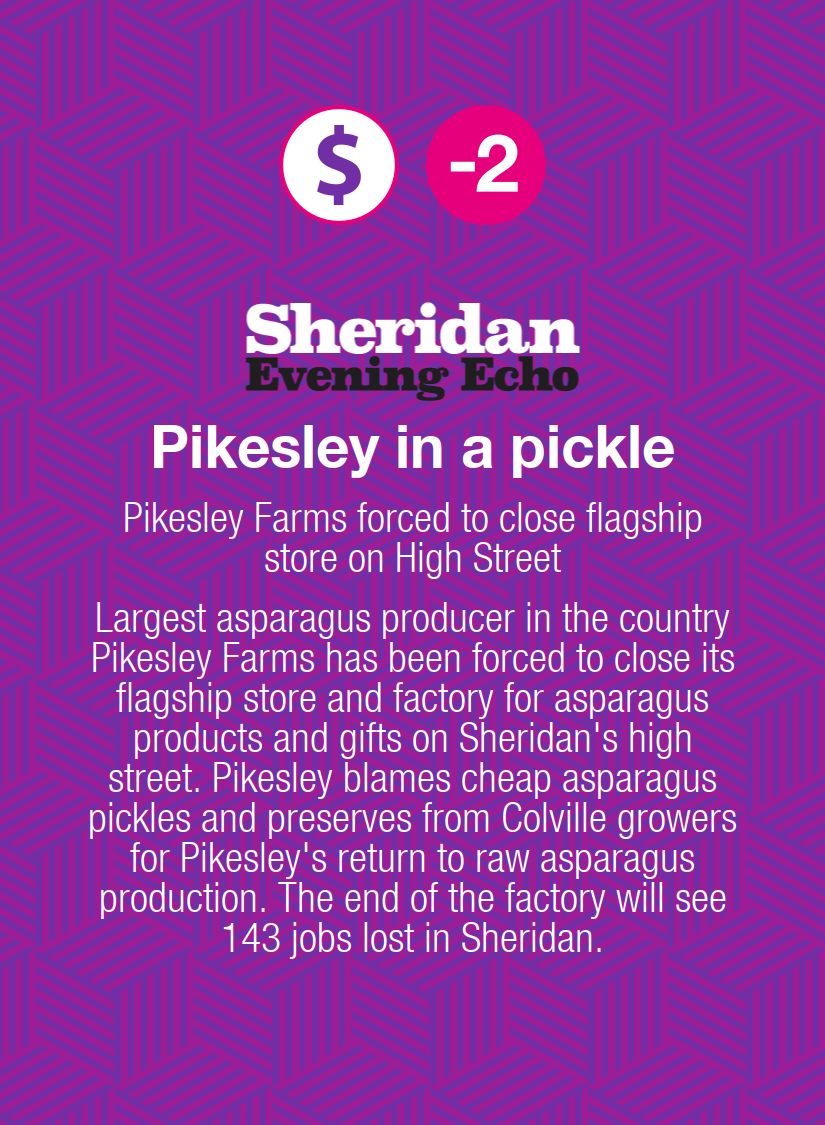 $ -2
Sheridan
Evening Echo
Pikesley in a pickle
Pikesley Farms forced to close flagship
store on High Street
Largest asparagus producer in the country
Pikesley Farms has been forced to close its
flagship store and factory for asparagus
products and gifts on Sheridan's high
street. Pikesley blames cheap asparagus
pickles and preserves from Colville growers
for Pikesley's return to raw asparagus
production. The end of the factory will see
143 jobs lost in Sheridan.